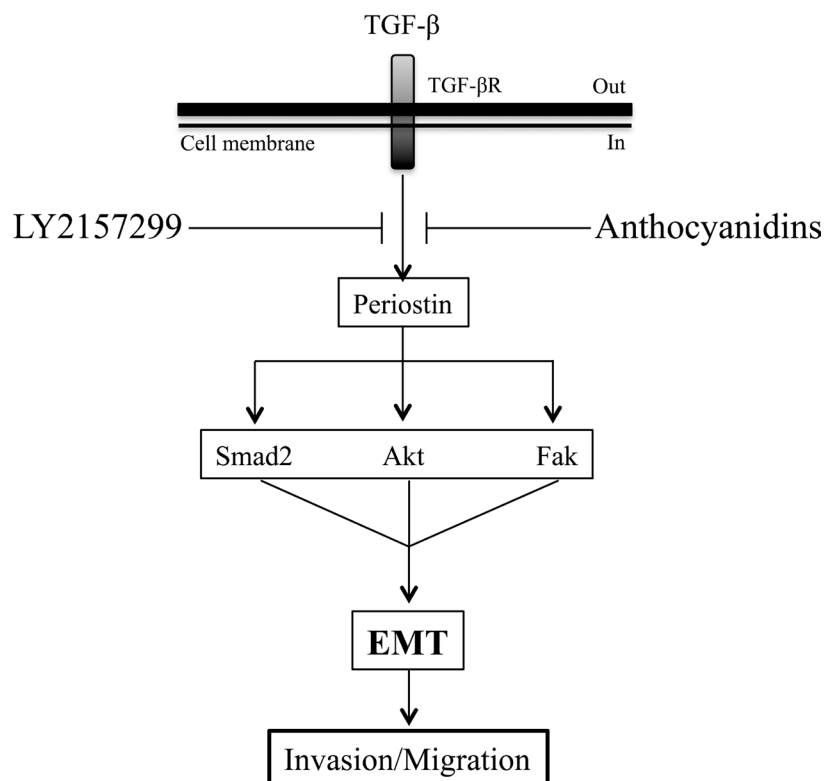 TGF-β
TGF-βR
Out
Cell membrane
In
LY2157299
Anthocyanidins
Periostin
Smad2 Akt Fak
EMT
Invasion/Migration